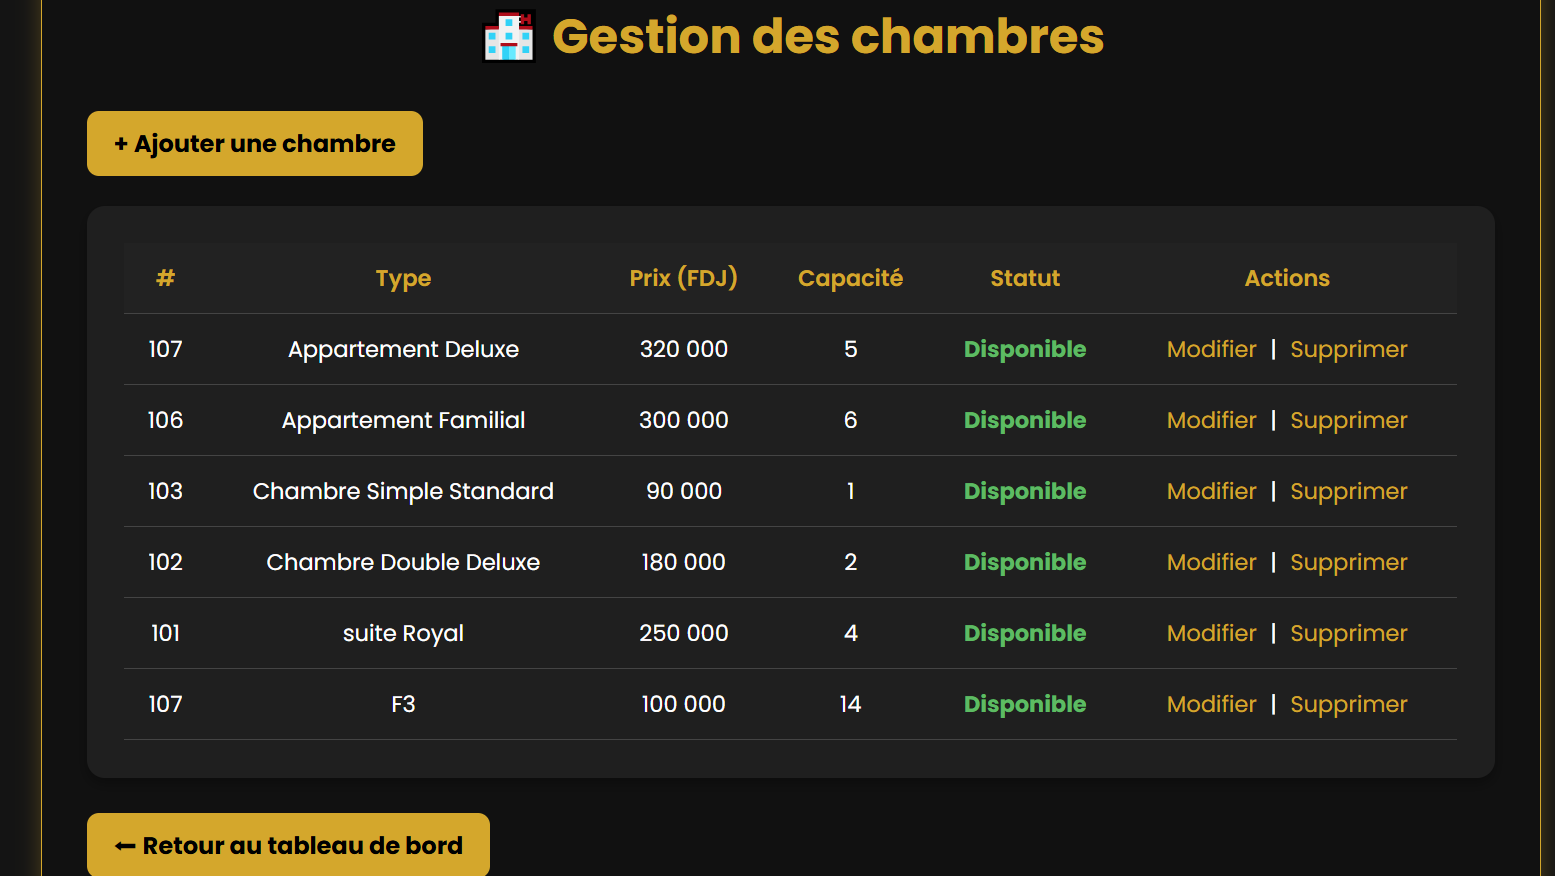 Gestion des chambres
+ Ajouter une chambre
# Type Prix (FDJ) Capacité Statut Actions
107 Appartement Deluxe 320 000 5 Disponible Modifier | Supprimer
106 Appartement Familial 300 000 6 Disponible Modifier | Supprimer
103 Chambre Simple Standard 90 000 1 Disponible Modifier | Supprimer
102 Chambre Double Deluxe 180 000 2 Disponible Modifier | Supprimer
101 suite Royal 250 000 4 Disponible Modifier | Supprimer
107 F3 100 000 14 Disponible Modifier | Supprimer
← Retour au tableau de bord